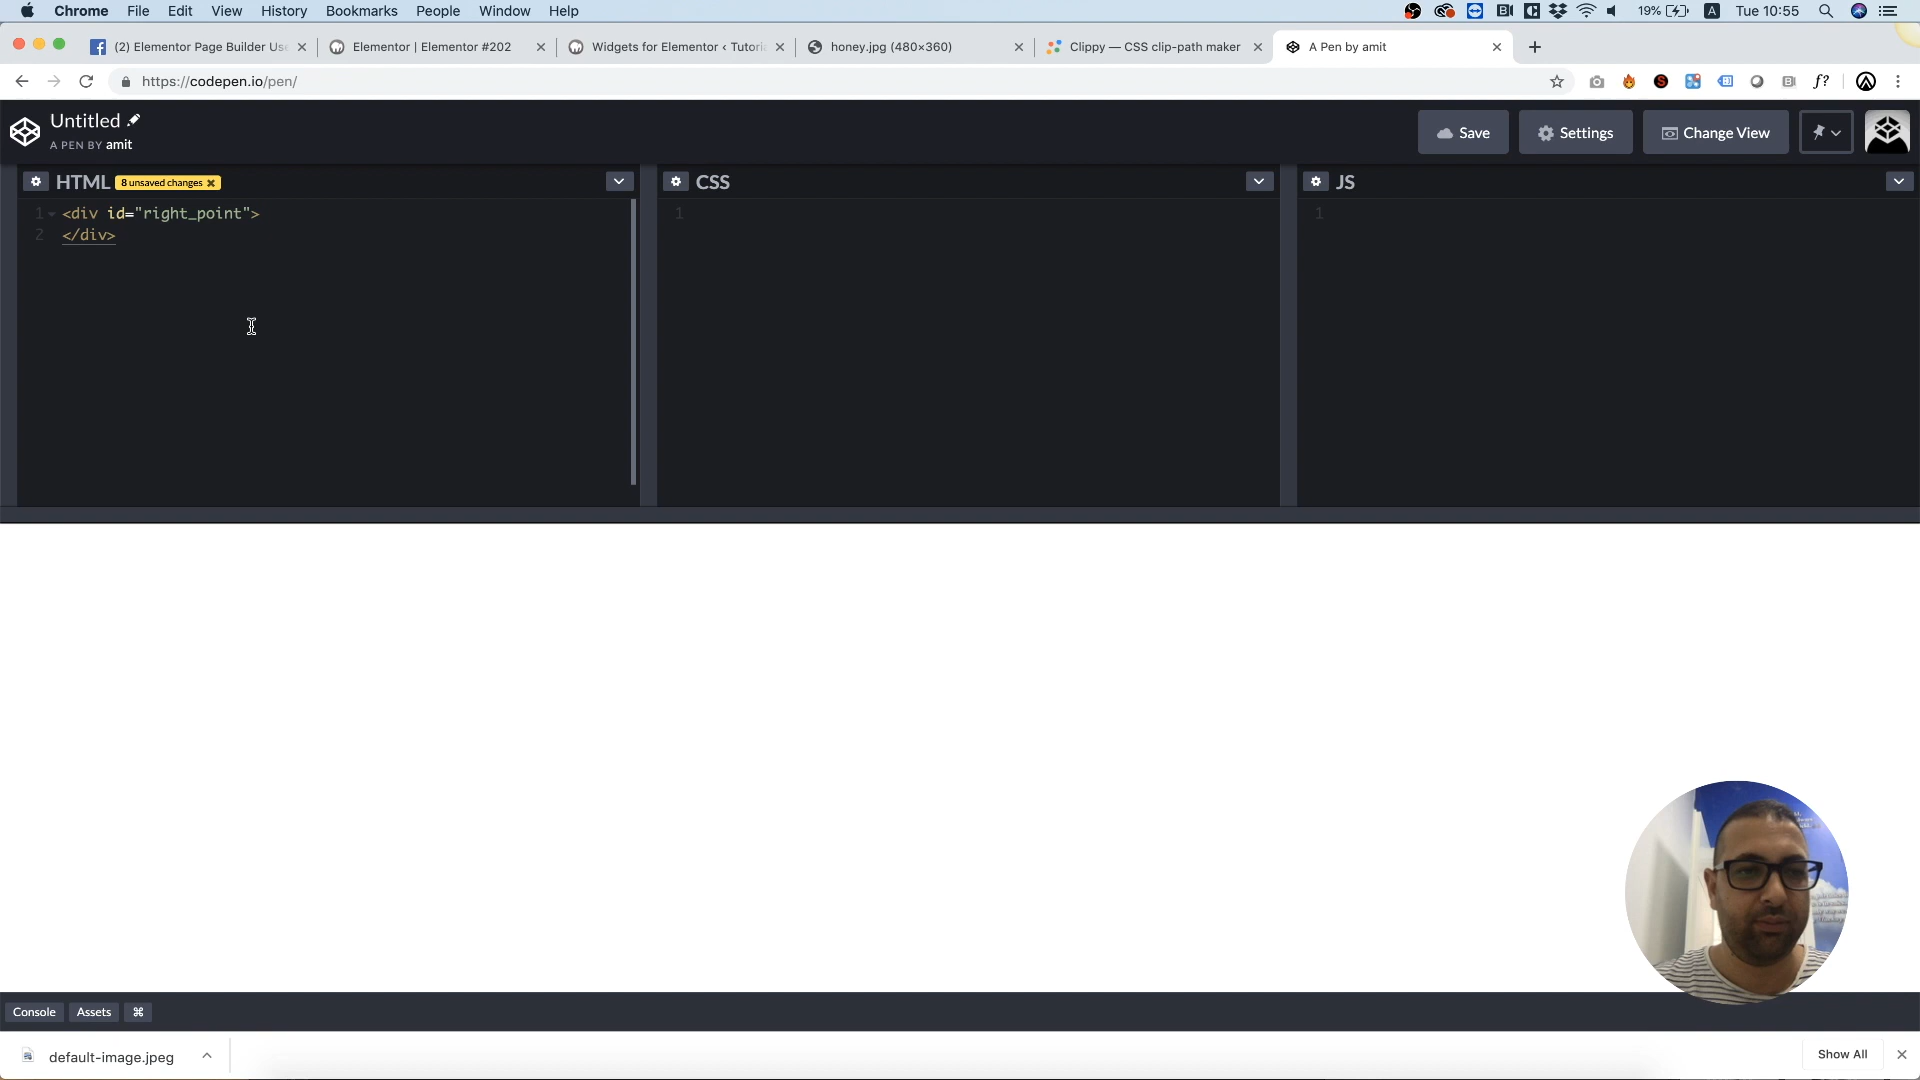 Chrome File Edit View History Bookmarks People Window Help 19% A Tue 10:55
(2) Elementor Page Builder Use
Elementor | Elementor #202
Widgets for Elementor ‹ Tutori
honey.jpg (480×360)
Clippy — CSS clip-path maker
A Pen by amit
https://codepen.io/pen/
f?
Untitled
A PEN BY amit
Save
Settings
Change View
HTML 8 unsaved changes x
CSS
JS
1 <div id="right_point">
2 </div>
1
1
Console
Assets
⌘
default-image.jpeg
Show All